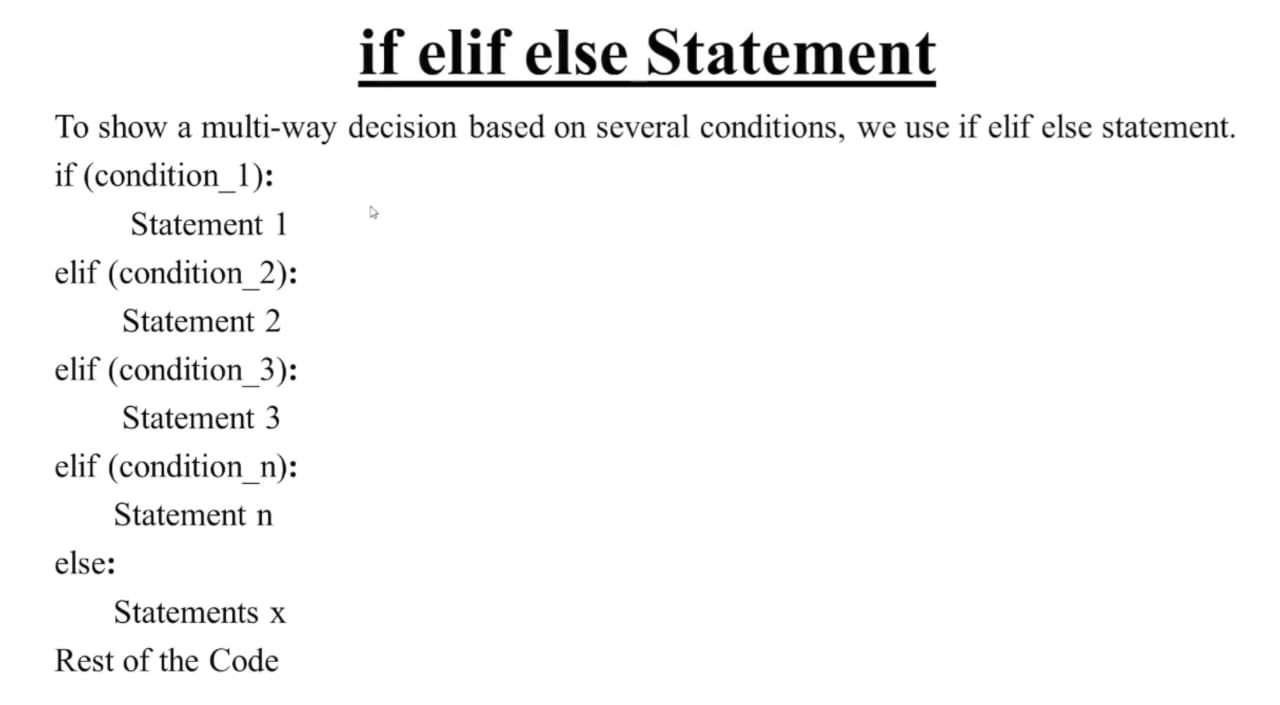 if elif else Statement
To show a multi-way decision based on several conditions, we use if elif else statement.
if (condition_1):
Statement 1
elif (condition_2):
Statement 2
elif (condition_3):
Statement 3
elif (condition_n):
Statement n
else:
Statements x
Rest of the Code